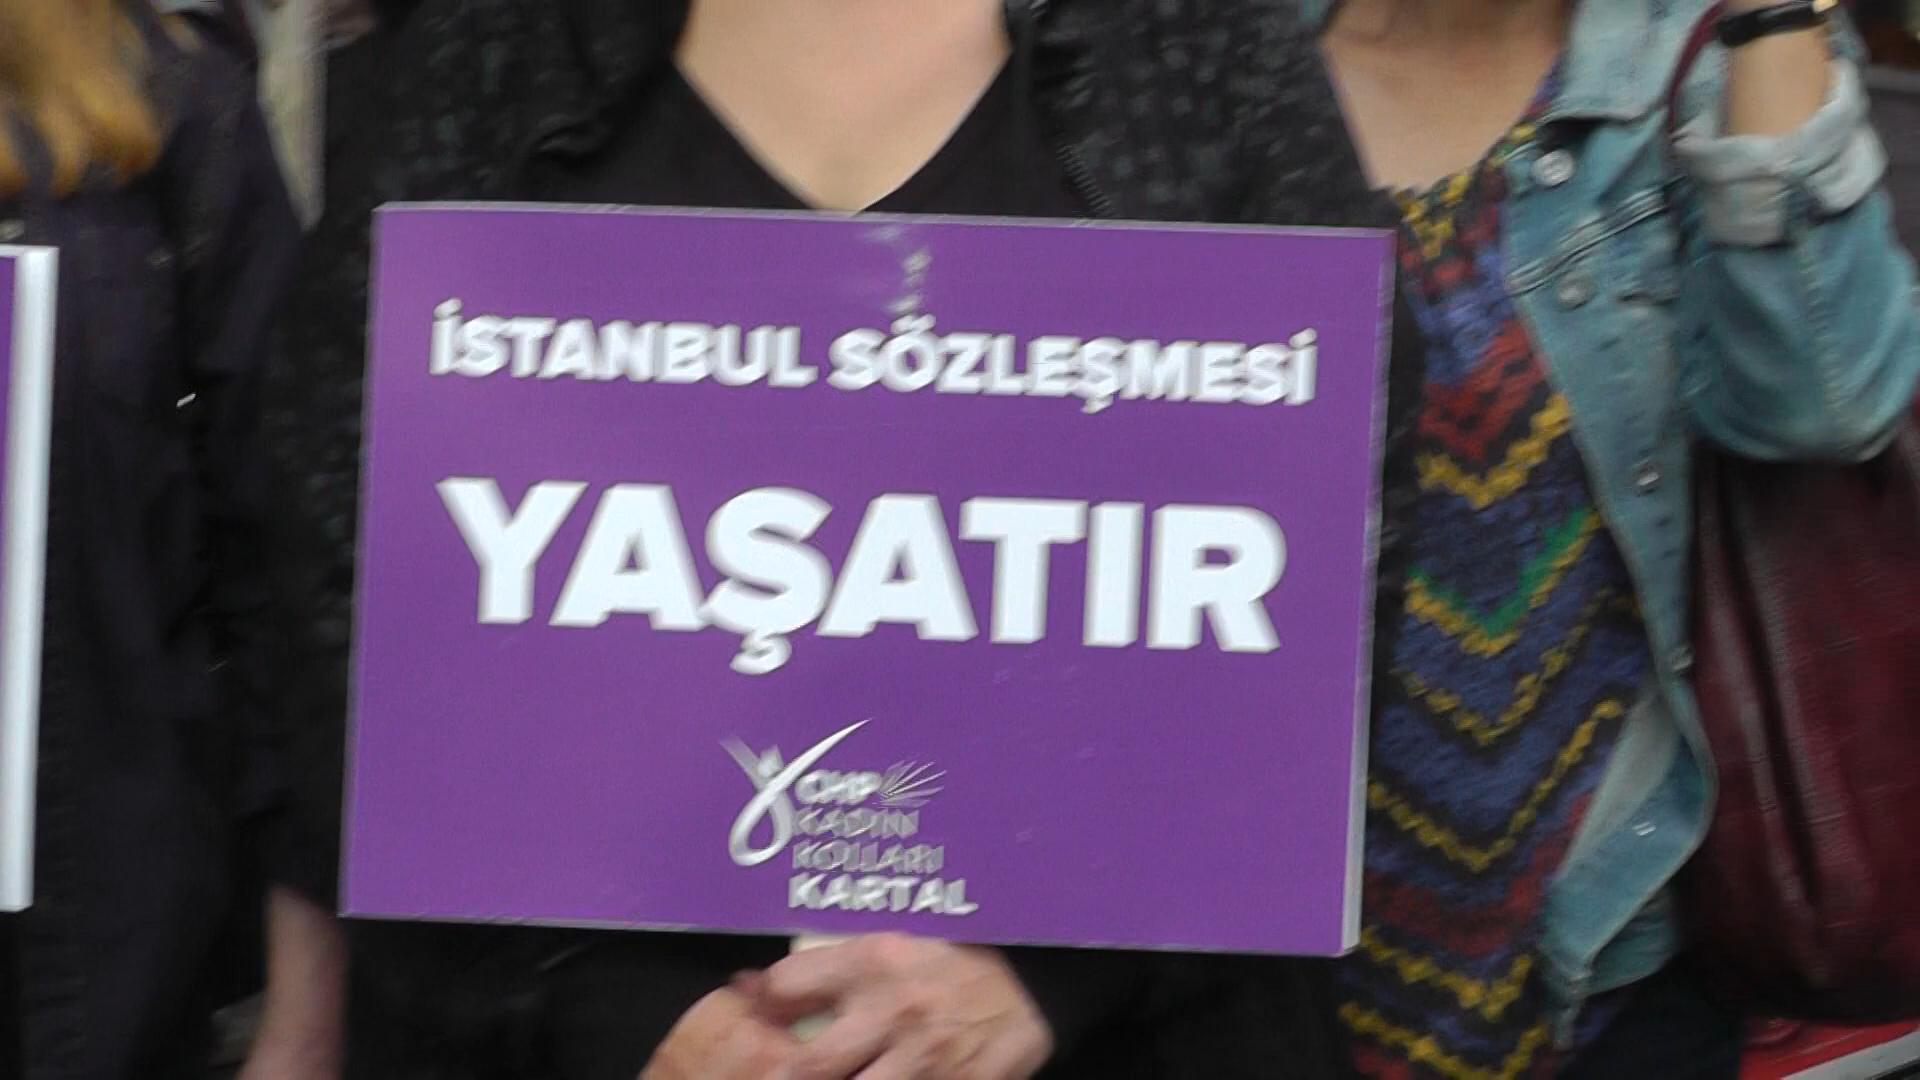 İSTANBUL SÖZLEŞMESİ
YAŞATIR
CHP
KADIN
KOLLARI
KARTAL